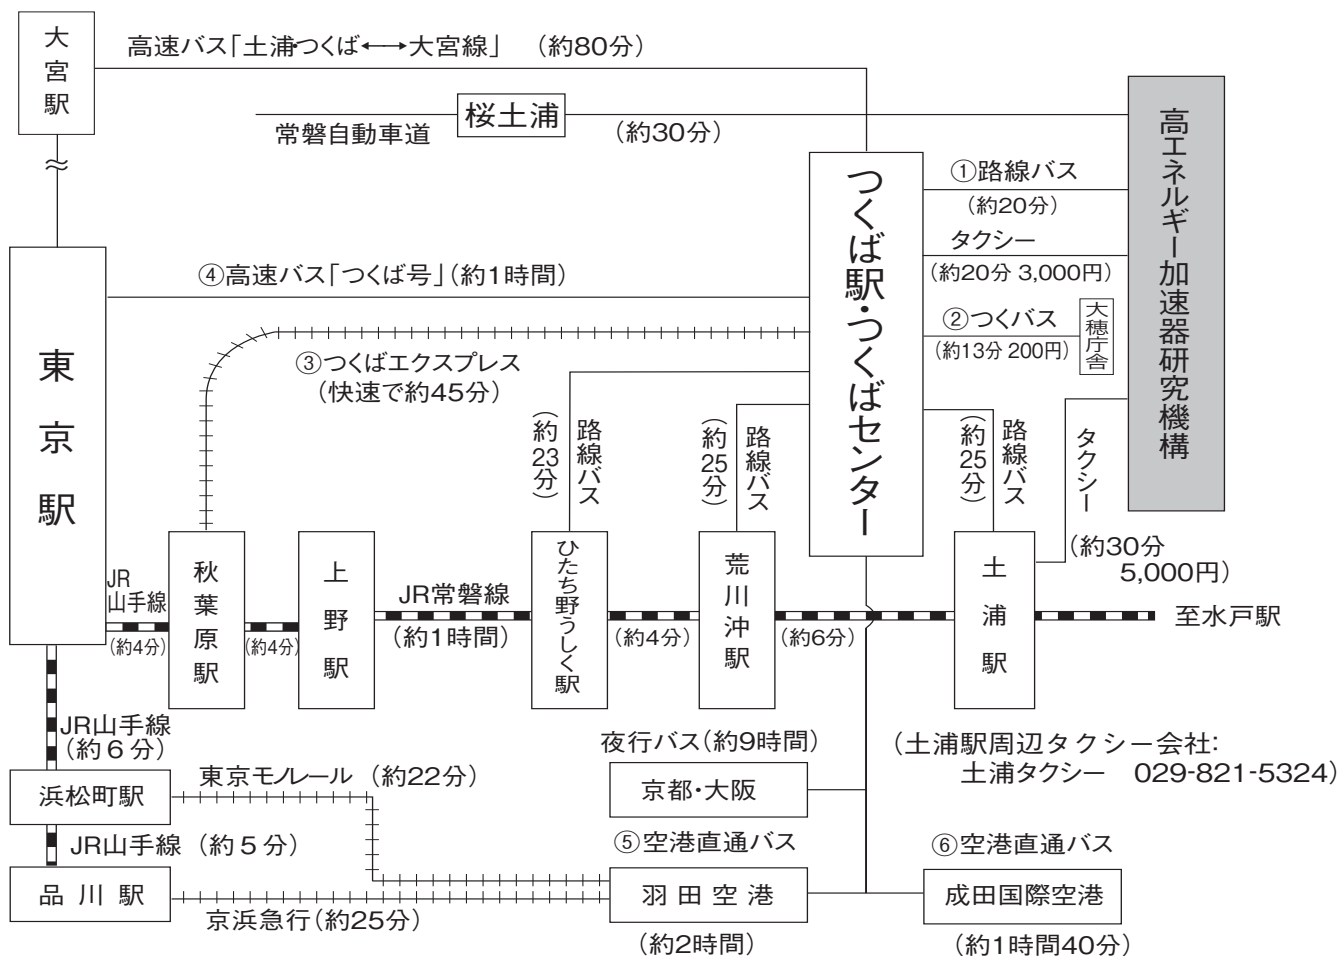 大宮駅
高速バス「土浦・つくば←→大宮線」 (約80分)
常磐自動車道
桜土浦
(約30分)
高エネルギー加速器研究機構
つくば駅・つくばセンター
①路線バス
(約20分)
タクシー
(約20分 3,000円)
②つくバス
(約13分 200円)
大穂庁舎
東京駅
④高速バス「つくば号」(約1時間)
③つくばエクスプレス
(快速で約45分)
路線バス
(約23分)
路線バス
(約25分)
路線バス
(約25分)
タクシー
(約30分
5,000円)
JR
山手線
(約4分)
秋葉原駅
(約4分)
上野駅
JR常磐線
(約1時間)
ひたち野うしく駅
(約4分)
荒川沖駅
(約6分)
土浦駅
至水戸駅
JR山手線
(約6分)
浜松町駅
東京モノレール (約22分)
JR山手線 (約5分)
品川駅
京浜急行(約25分)
夜行バス(約9時間)
京都・大阪
⑤空港直通バス
羽田空港
(約2時間)
(土浦駅周辺タクシー会社:
土浦タクシー 029-821-5324)
⑥空港直通バス
成田国際空港
(約1時間40分)